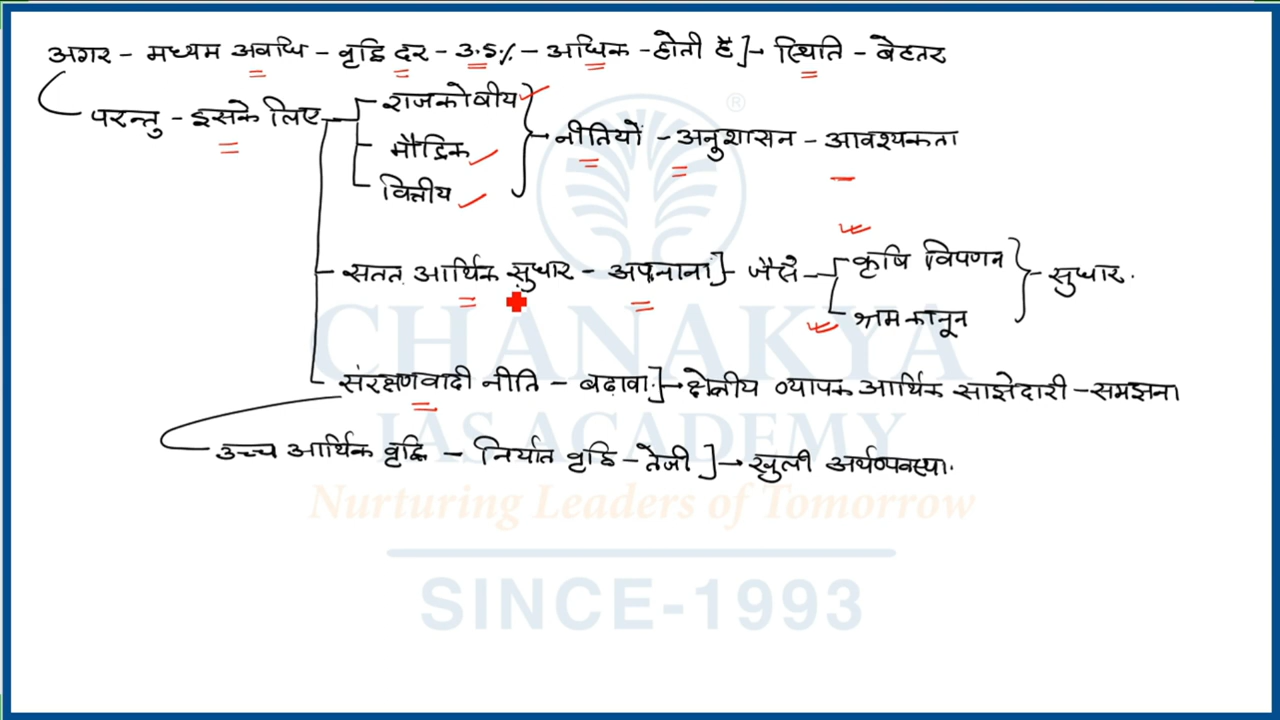 अगर - मध्यम अवधि - वृद्धि दर - 3.5% - अधिक - होती है] → स्थिति - बेहतर
परन्तु - इसके लिए
राजकोषीय
मौद्रिक
वित्तीय
→ नीतियों - अनुशासन - आवश्यकता
सतत आर्थिक सुधार - अपनाना] - जैसे
कृषि विपणन
श्रम कानून
- सुधार.
संरक्षणवादी नीति - बढ़ावा] → क्षेत्रीय व्यापक आर्थिक साझेदारी - समझना
उच्च आर्थिक वृद्धि - निर्यात वृद्धि - तेजी] → खुली अर्थव्यवस्था.
®
CHANAKYA
IAS ACADEMY
Nurturing Leaders of Tomorrow
SINCE-1993